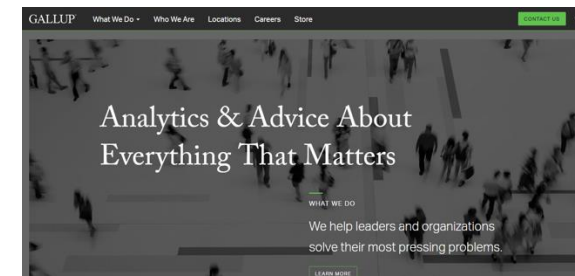 GALLUP
What We Do
Who We Are
Locations
Careers
Store
CONTACT US
Analytics & Advice About
Everything That Matters
WHAT WE DO
We help leaders and organizations
solve their most pressing problems.
LEARN MORE